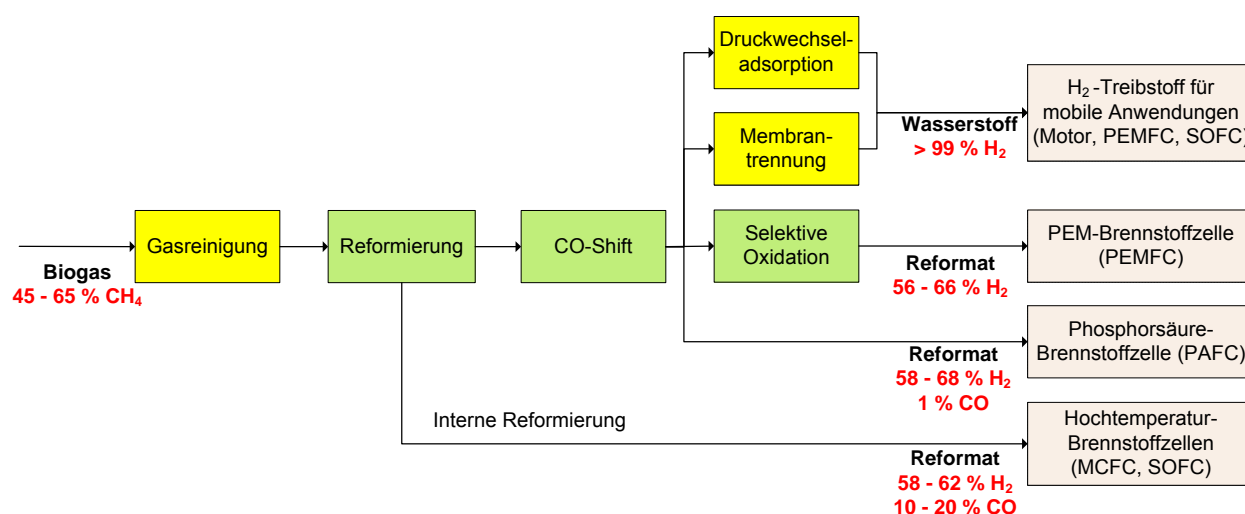 Druckwechsel-
adsorption
Membran-
trennung
Wasserstoff
> 99 % H₂
H₂ -Treibstoff für
mobile Anwendungen
(Motor, PEMFC, SOFC)
Biogas
45 - 65 % CH₄
Gasreinigung
Reformierung
CO-Shift
Selektive
Oxidation
Reformat
56 - 66 % H₂
PEM-Brennstoffzelle
(PEMFC)
Reformat
58 - 68 % H₂
1 % CO
Phosphorsäure-
Brennstoffzelle (PAFC)
Interne Reformierung
Reformat
58 - 62 % H₂
10 - 20 % CO
Hochtemperatur-
Brennstoffzellen
(MCFC, SOFC)